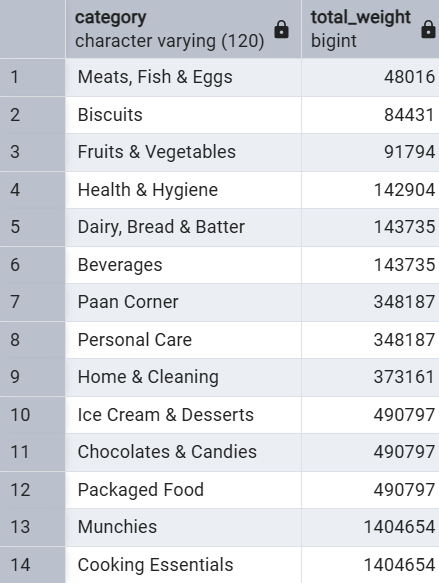 category total_weight
character varying (120) bigint
1 Meats, Fish & Eggs 48016
2 Biscuits 84431
3 Fruits & Vegetables 91794
4 Health & Hygiene 142904
5 Dairy, Bread & Batter 143735
6 Beverages 143735
7 Paan Corner 348187
8 Personal Care 348187
9 Home & Cleaning 373161
10 Ice Cream & Desserts 490797
11 Chocolates & Candies 490797
12 Packaged Food 490797
13 Munchies 1404654
14 Cooking Essentials 1404654